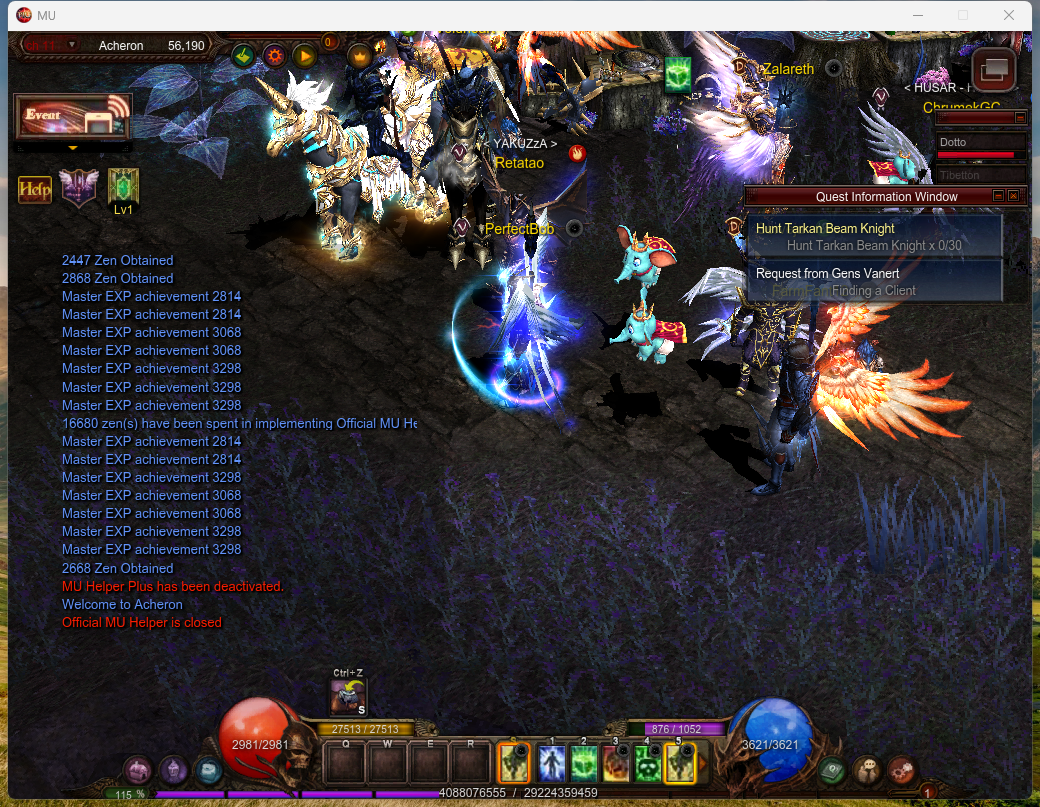 MU
Acheron 56,190
0
Zalareth
< HUSAR - 
ChrumekGC
Event
< YAKUZzA >
Retatao
Dotto
Tibetton
Help
Lv1
Quest Information Window
PerfectBob
Hunt Tarkan Beam Knight
Hunt Tarkan Beam Knight x 0/30
Request from Gens Vanert
Finding a Client
2447 Zen Obtained
2868 Zen Obtained
Master EXP achievement 2814
Master EXP achievement 2814
Master EXP achievement 3068
Master EXP achievement 3068
Master EXP achievement 3298
Master EXP achievement 3298
Master EXP achievement 3298
16680 zen(s) have been spent in implementing Official MU He
Master EXP achievement 2814
Master EXP achievement 2814
Master EXP achievement 3298
Master EXP achievement 3068
Master EXP achievement 3068
Master EXP achievement 3298
Master EXP achievement 3298
2668 Zen Obtained
MU Helper Plus has been deactivated.
Welcome to Acheron
Official MU Helper is closed
Ctrl+Z
S
27513 / 27513
876 / 1052
Q W E R 1 2 3 4 5
2981/2981
3621/3621
115 %
4088076555 / 29224359459
1